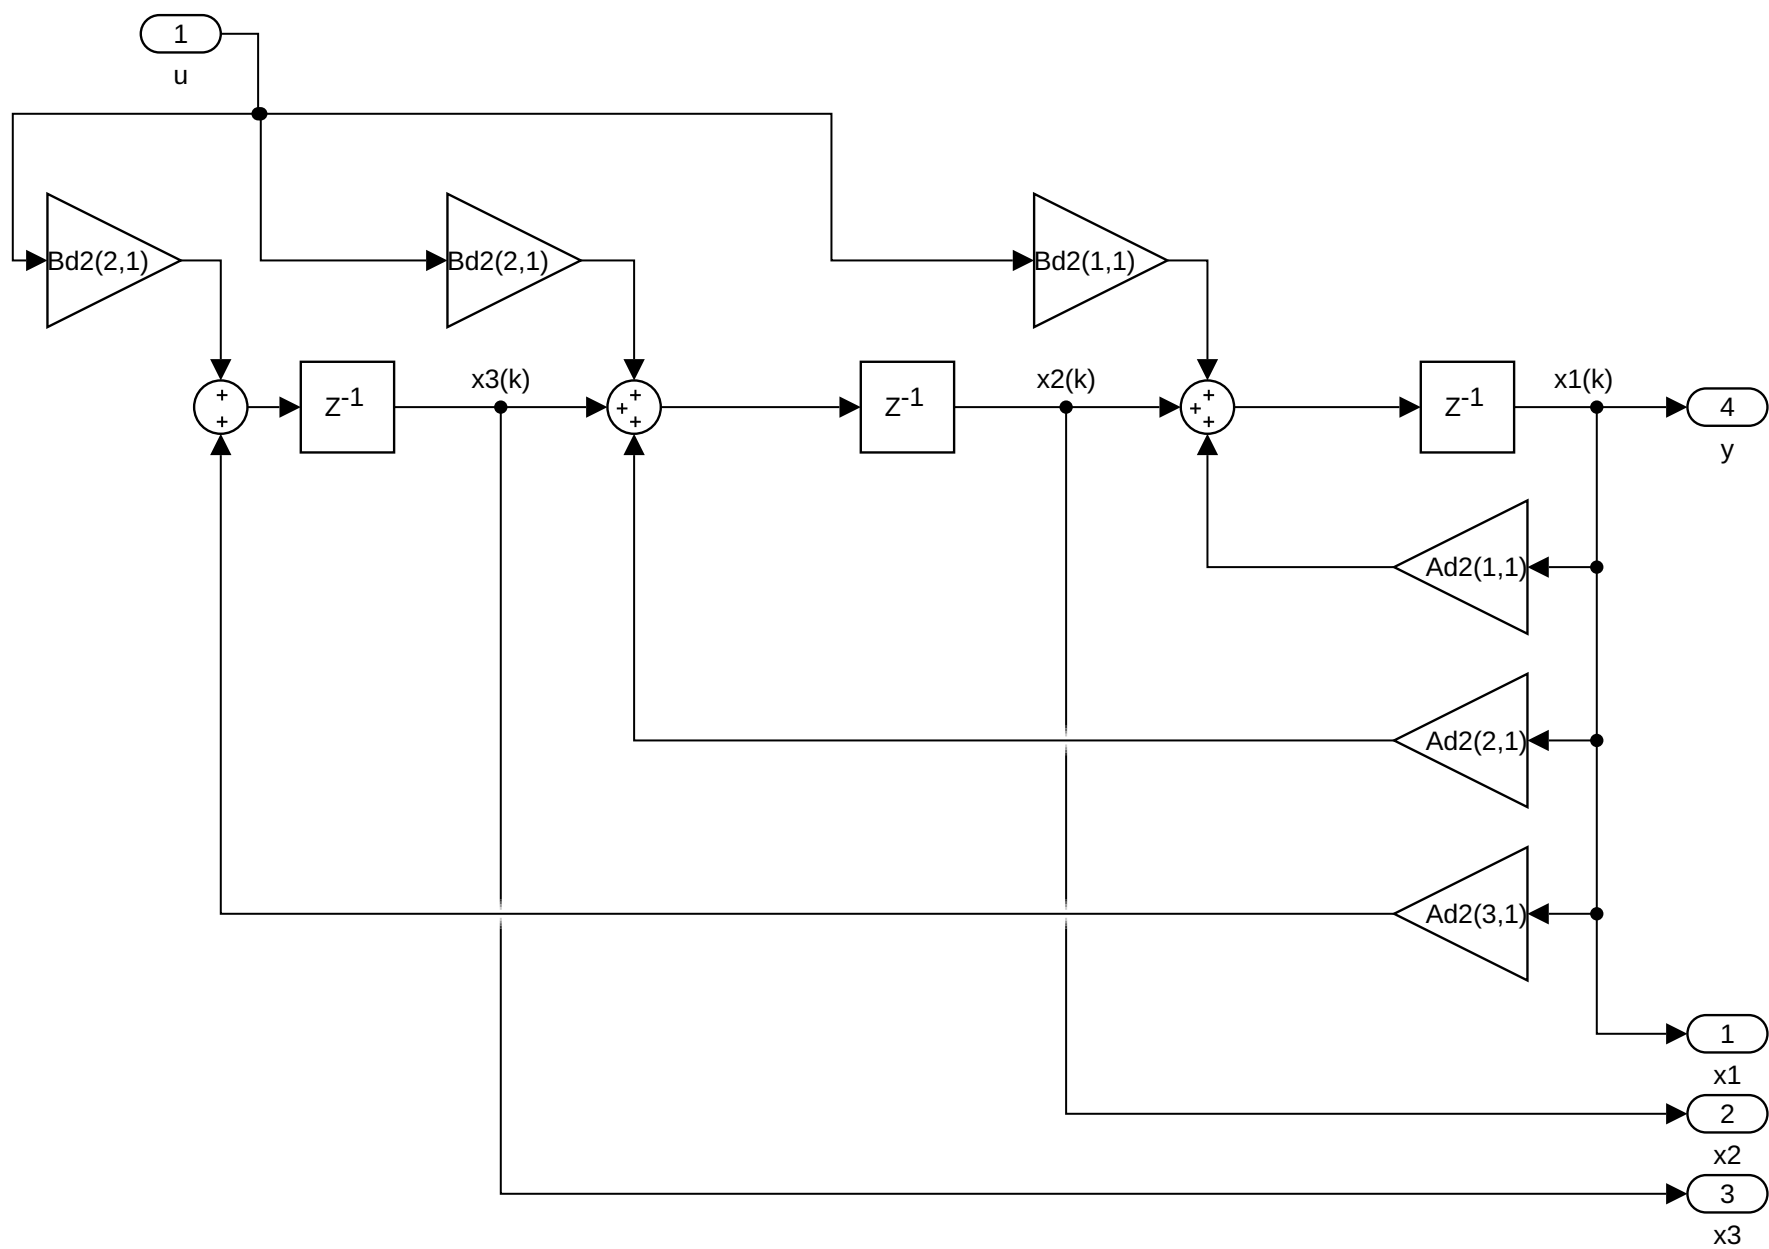 1
u
Bd2(2,1)
Bd2(2,1)
Bd2(1,1)
x3(k)
x2(k)
x1(k)
+
+
Z-1
+
+
+
Z-1
+
+
+
Z-1
4
y
Ad2(1,1)
Ad2(2,1)
Ad2(3,1)
1
x1
2
x2
3
x3